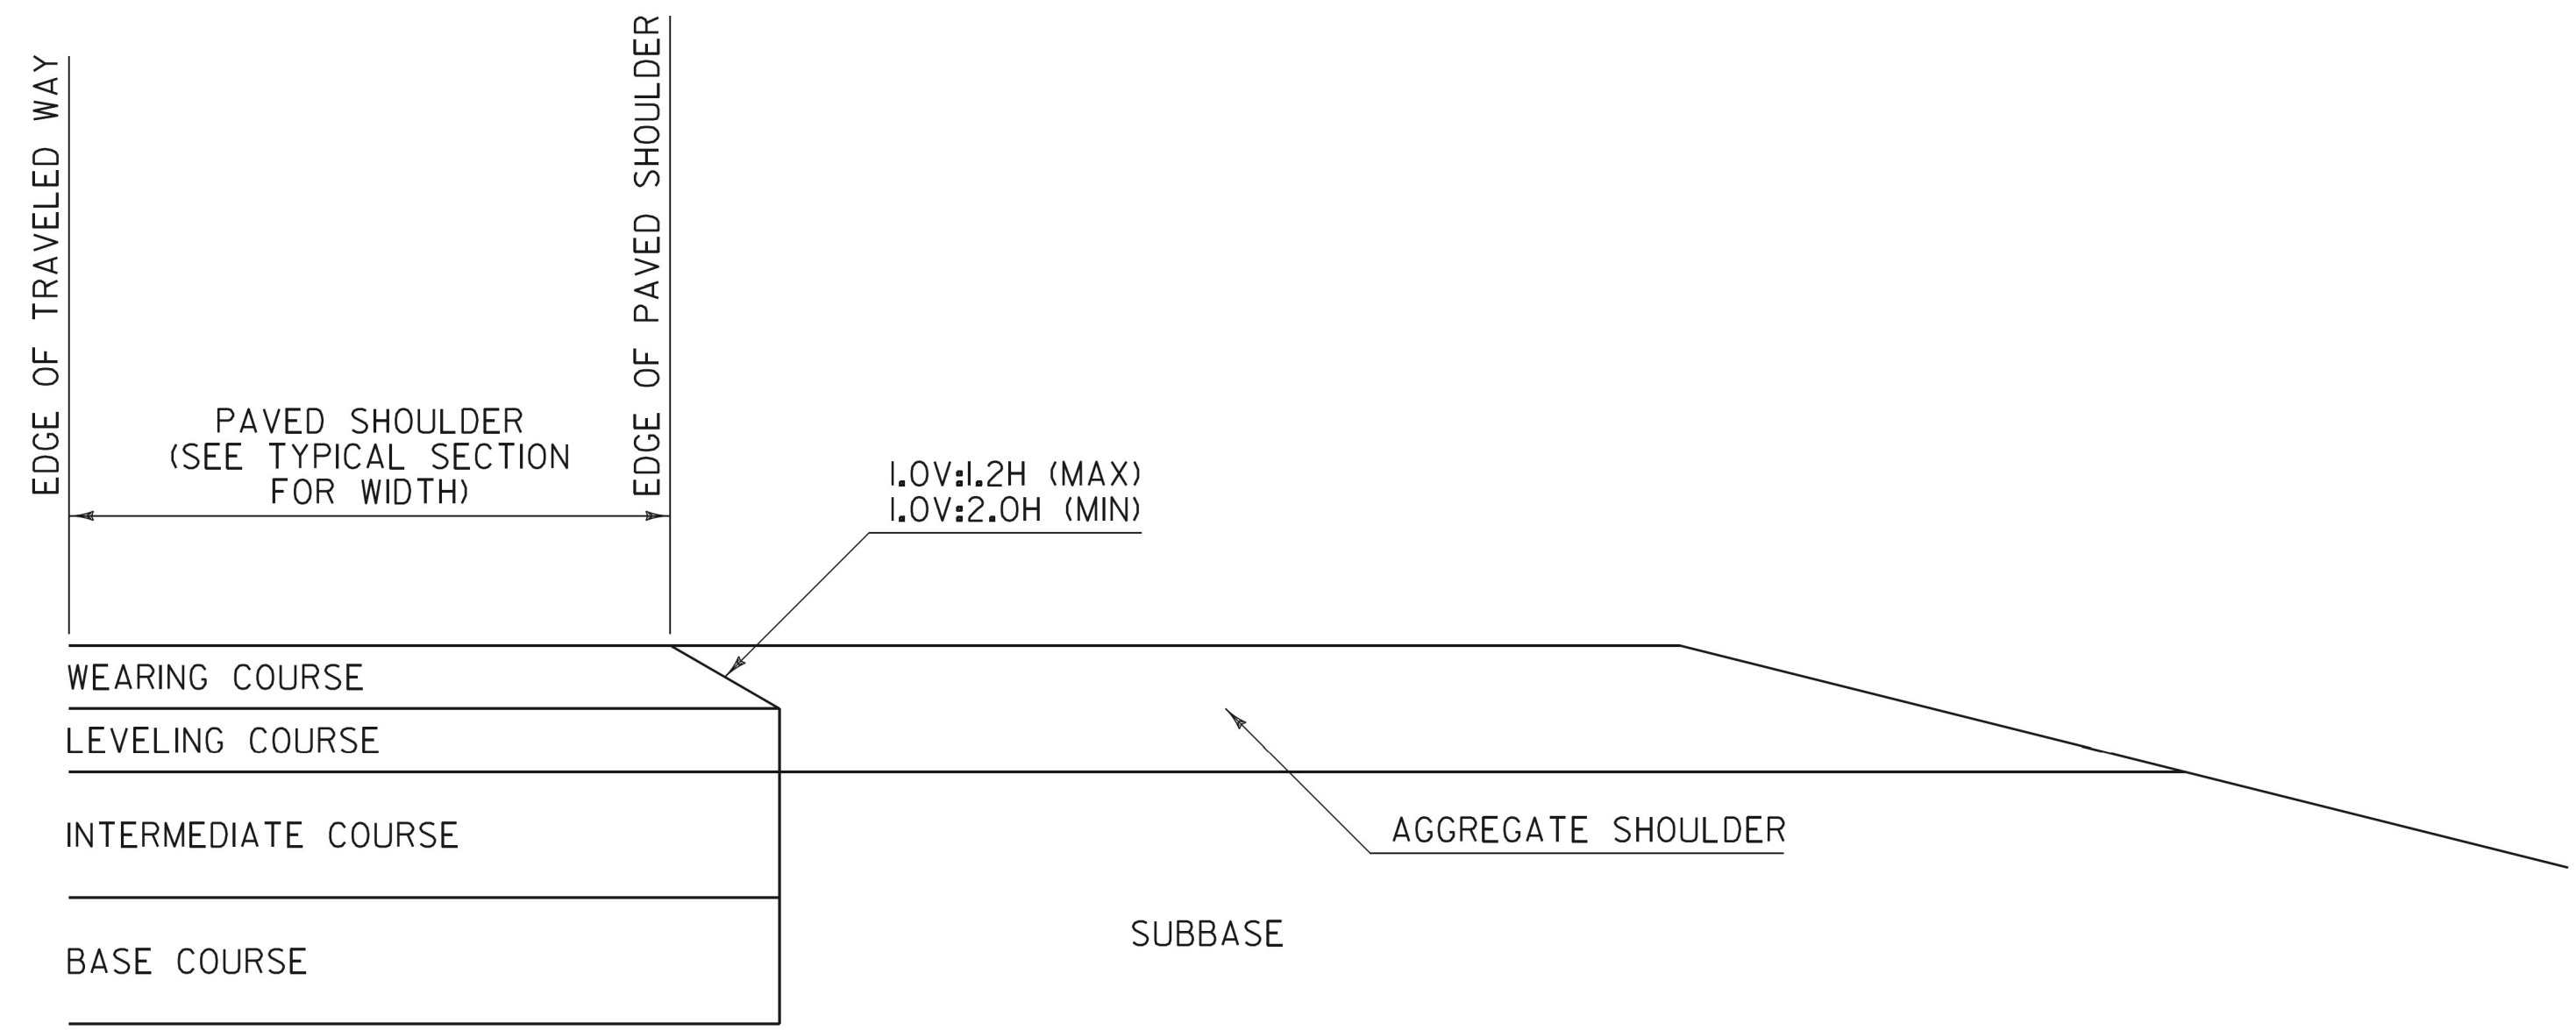 EDGE OF TRAVELED WAY
EDGE OF PAVED SHOULDER
PAVED SHOULDER
(SEE TYPICAL SECTION
FOR WIDTH)
1.0V:1.2H (MAX)
1.0V:2.0H (MIN)
WEARING COURSE
LEVELING COURSE
INTERMEDIATE COURSE
AGGREGATE SHOULDER
SUBBASE
BASE COURSE